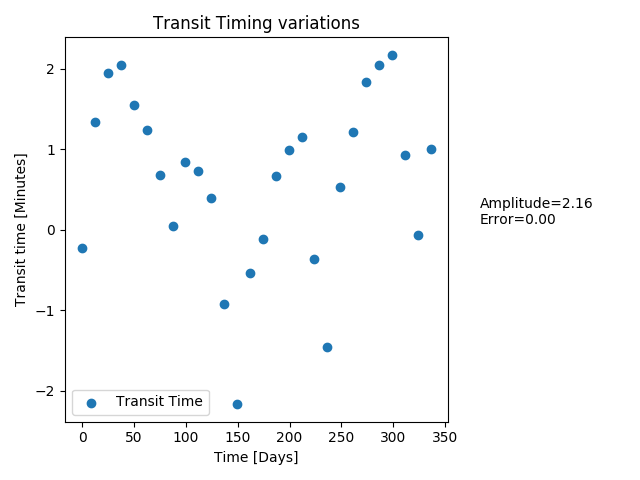 Transit Timing variations
2
1
0
−1
−2
Transit time [Minutes]
Amplitude=2.16
Error=0.00
Transit Time
0 50 100 150 200 250 300 350
Time [Days]